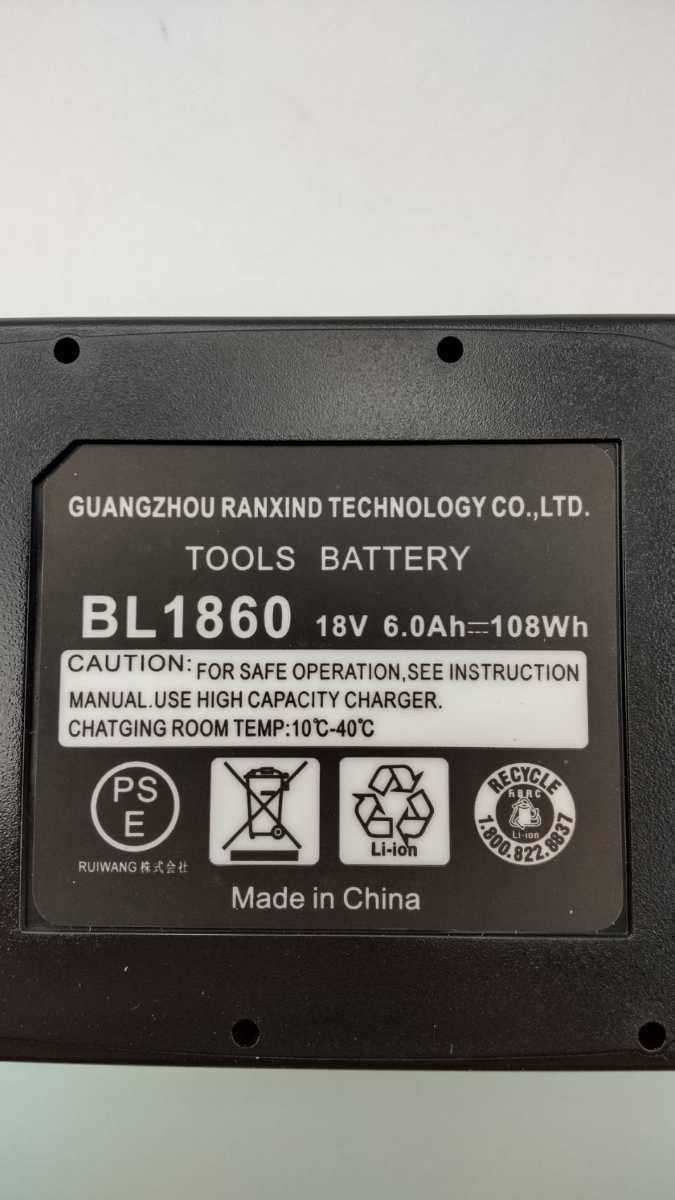 GUANGZHOU RANXIND TECHNOLOGY CO.,LTD.
TOOLS BATTERY
BL1860 18V 6.0Ah⎓108Wh
CAUTION: FOR SAFE OPERATION,SEE INSTRUCTION
MANUAL.USE HIGH CAPACITY CHARGER.
CHATGING ROOM TEMP:10℃-40℃
PS
E
RUIWANG 株式会社
Li-ion
RECYCLE
RBRC
Li-ion
1.800.822.8837
Made in China